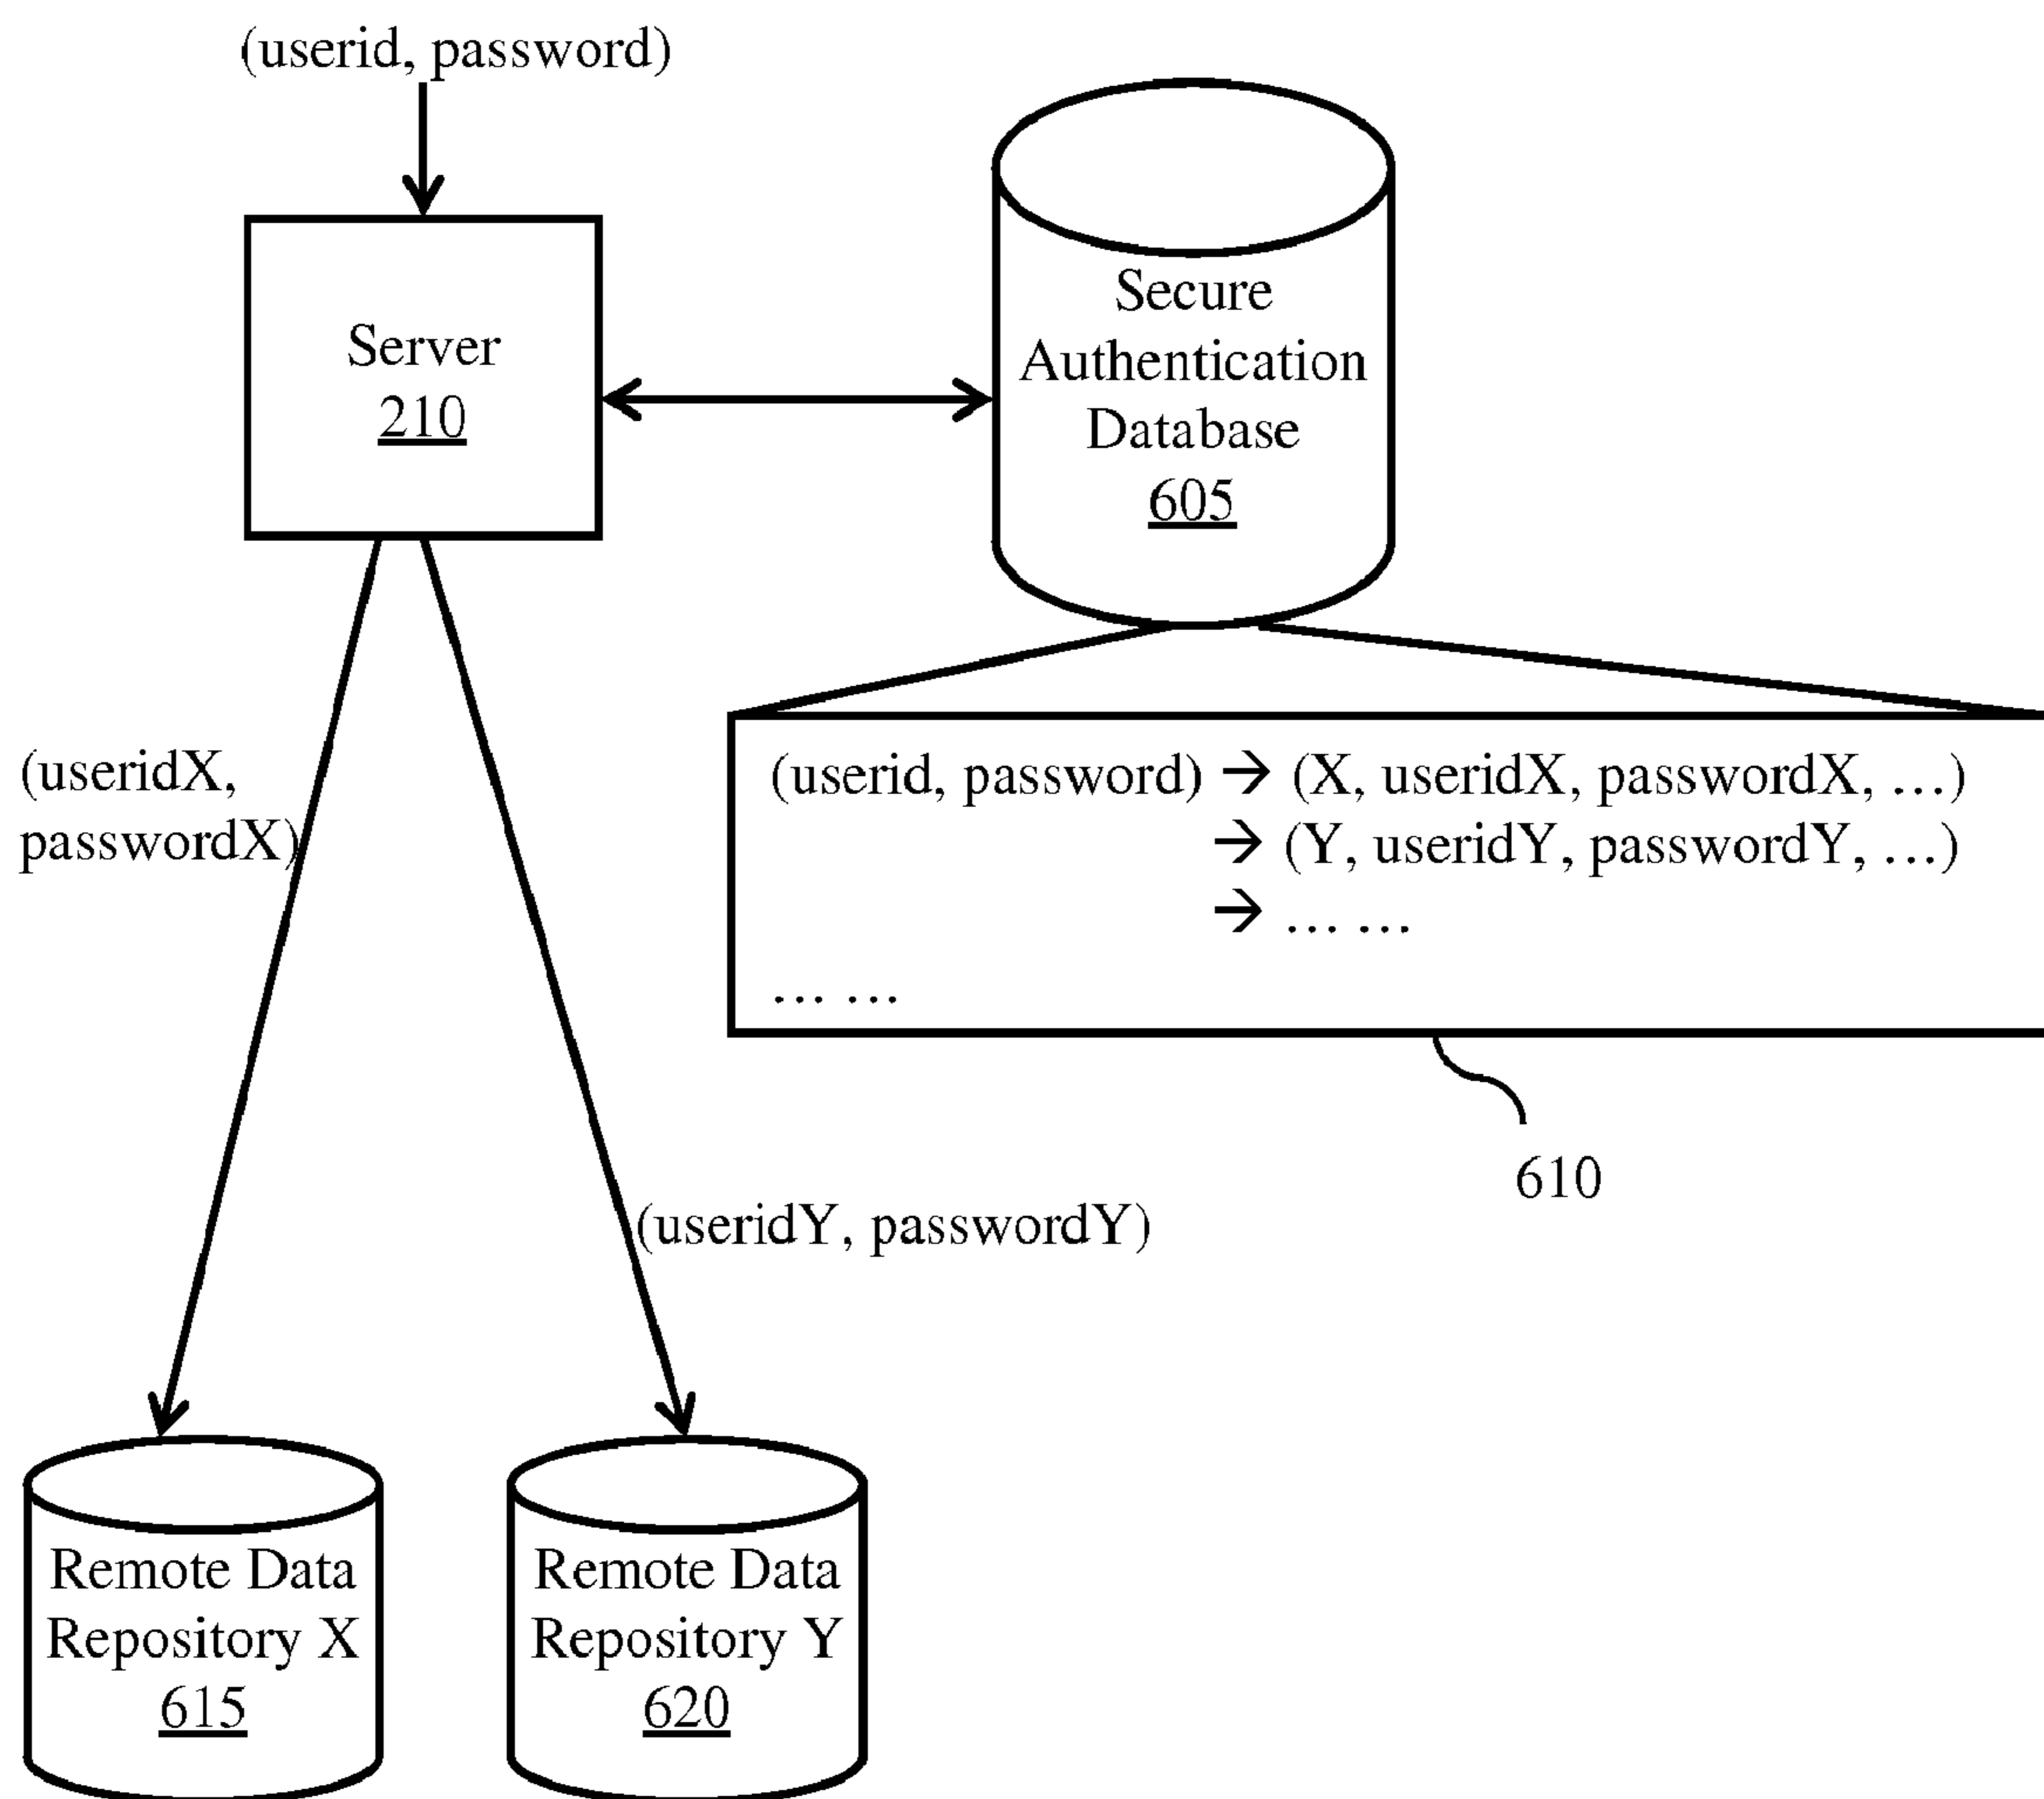 (userid, password)
Server
210
Secure
Authentication
Database
605
(useridX,
passwordX)
(userid, password) → (X, useridX, passwordX, …)
→ (Y, useridY, passwordY, …)
→ … …
… …
610
(useridY, passwordY)
Remote Data
Repository X
615
Remote Data
Repository Y
620